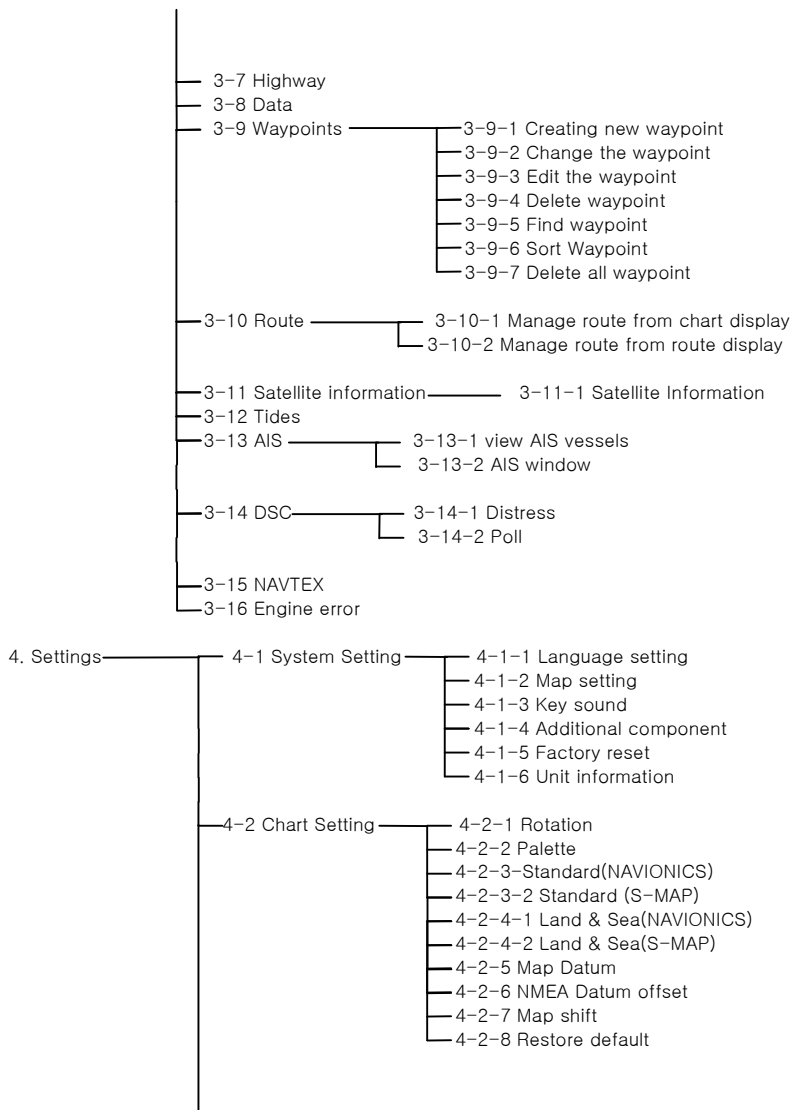 3-7 Highway
3-8 Data
3-9 Waypoints
3-9-1 Creating new waypoint
3-9-2 Change the waypoint
3-9-3 Edit the waypoint
3-9-4 Delete waypoint
3-9-5 Find waypoint
3-9-6 Sort Waypoint
3-9-7 Delete all waypoint
3-10 Route
3-10-1 Manage route from chart display
3-10-2 Manage route from route display
3-11 Satellite information
3-11-1 Satellite Information
3-12 Tides
3-13 AIS
3-13-1 view AIS vessels
3-13-2 AIS window
3-14 DSC
3-14-1 Distress
3-14-2 Poll
3-15 NAVTEX
3-16 Engine error
4. Settings
4-1 System Setting
4-1-1 Language setting
4-1-2 Map setting
4-1-3 Key sound
4-1-4 Additional component
4-1-5 Factory reset
4-1-6 Unit information
4-2 Chart Setting
4-2-1 Rotation
4-2-2 Palette
4-2-3-Standard(NAVIONICS)
4-2-3-2 Standard (S-MAP)
4-2-4-1 Land & Sea(NAVIONICS)
4-2-4-2 Land & Sea(S-MAP)
4-2-5 Map Datum
4-2-6 NMEA Datum offset
4-2-7 Map shift
4-2-8 Restore default